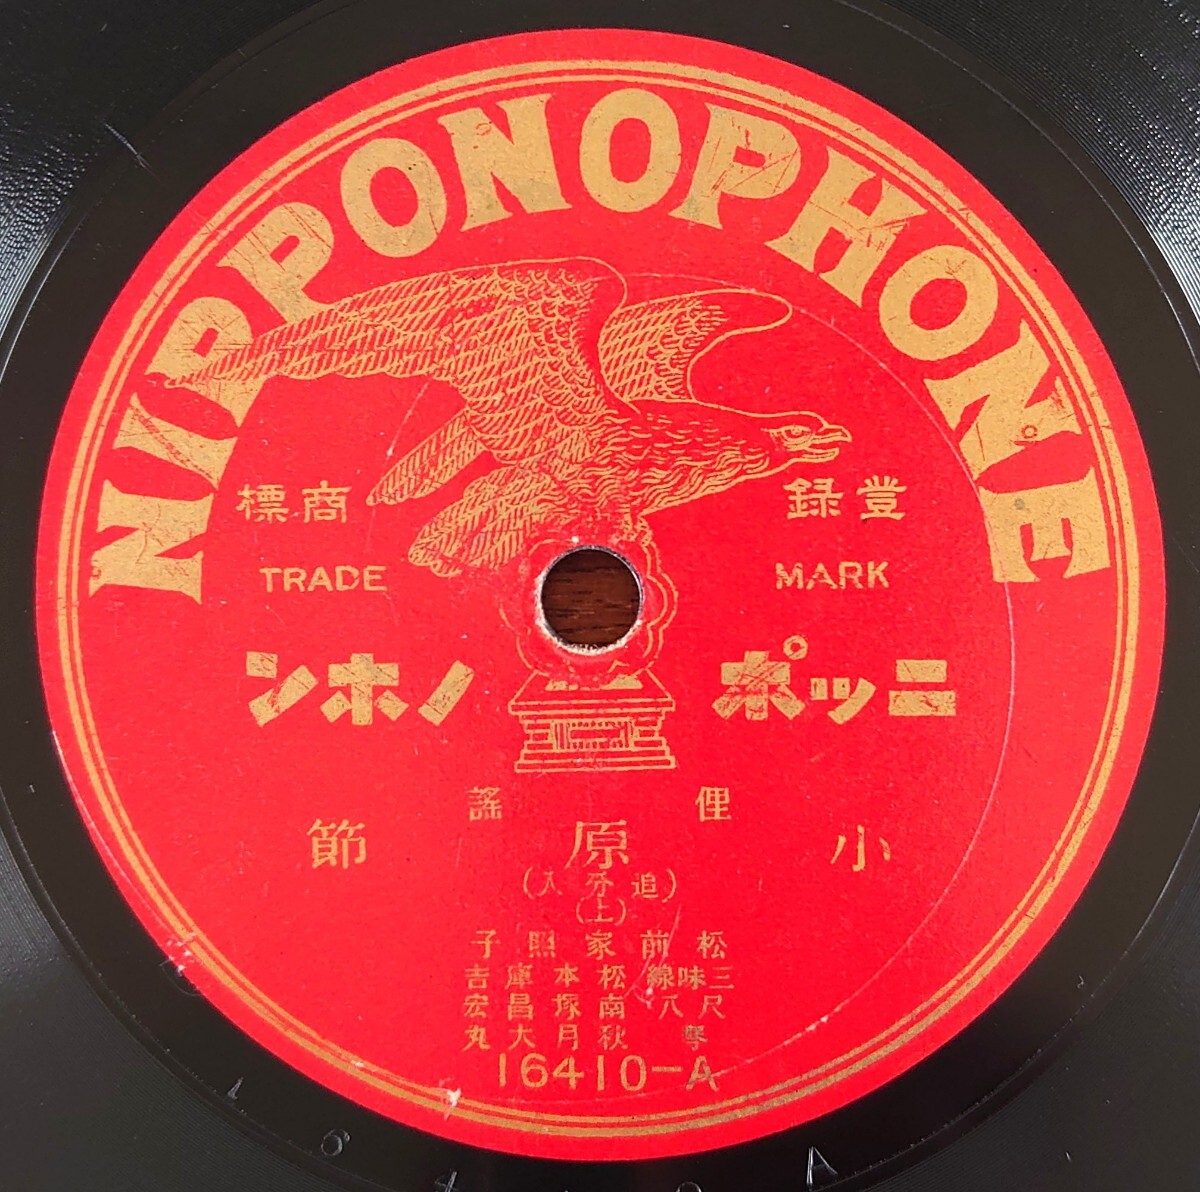 NIPPONOPHONE
登録商標
TRADE MARK
ニッポノホン
俚謠
小原節
(追分入)
(上)
松前家照子
三味線 松本庫吉
尺八 南塚昌宏
琴 秋月大丸
16410-A